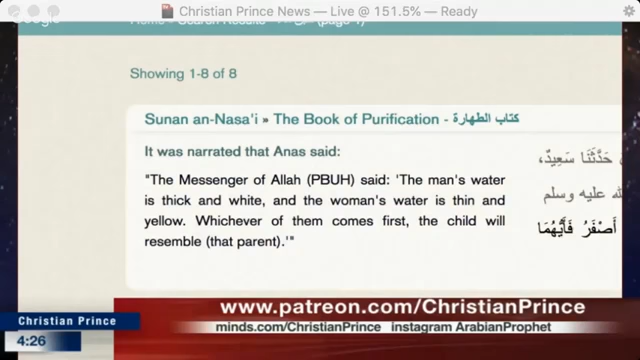 Christian Prince News — Live @ 151.5% — Ready
Showing 1-8 of 8
Sunan an-Nasa'i » The Book of Purification - كتاب الطهارة
It was narrated that Anas said:
"The Messenger of Allah (PBUH) said: 'The man's water
is thick and white, and the woman's water is thin and
yellow. Whichever of them comes first, the child will
resemble (that parent).'"
حَدَّثَنَا سَعِيدٌ،
عليه وسلم
أَصْفَرُ فَأَيُّهُمَا
www.patreon.com/ChristianPrince
Christian Prince
minds.com/ChristianPrince instagram ArabianProphet
4:26